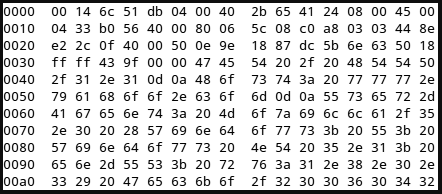 0000 00 14 6c 51 db 04 00 40 2b 65 41 24 08 00 45 00
0010 04 33 b0 56 40 00 80 06 5c 08 c0 a8 03 03 44 8e
0020 e2 2c 0f 40 00 50 0e 9e 18 87 dc 5b 6e 63 50 18
0030 ff ff 43 9f 00 00 47 45 54 20 2f 20 48 54 54 50
0040 2f 31 2e 31 0d 0a 48 6f 73 74 3a 20 77 77 77 2e
0050 79 61 68 6f 6f 2e 63 6f 6d 0d 0a 55 73 65 72 2d
0060 41 67 65 6e 74 3a 20 4d 6f 7a 69 6c 6c 61 2f 35
0070 2e 30 20 28 57 69 6e 64 6f 77 73 3b 20 55 3b 20
0080 57 69 6e 64 6f 77 73 20 4e 54 20 35 2e 31 3b 20
0090 65 6e 2d 55 53 3b 20 72 76 3a 31 2e 38 2e 30 2e
00a0 33 29 20 47 65 63 6b 6f 2f 32 30 30 36 30 34 32